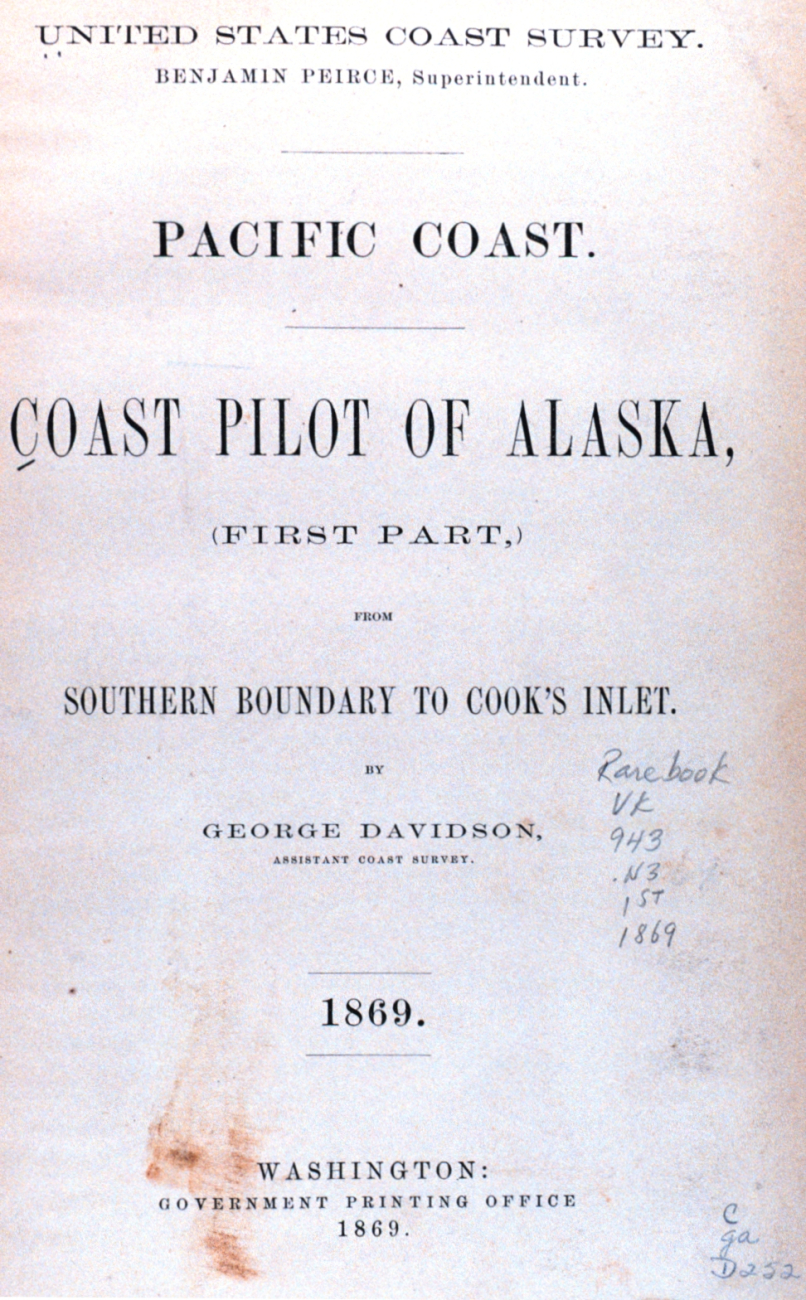 UNITED STATES COAST SURVEY.
BENJAMIN PEIRCE, Superintendent.
PACIFIC COAST.
COAST PILOT OF ALASKA,
(FIRST PART,)
FROM
SOUTHERN BOUNDARY TO COOK'S INLET.
BY
GEORGE DAVIDSON,
ASSISTANT COAST SURVEY.
Rare book
VK
943
.N3
1ST
1869
1869.
WASHINGTON:
GOVERNMENT PRINTING OFFICE
1869.
C
ga
D252